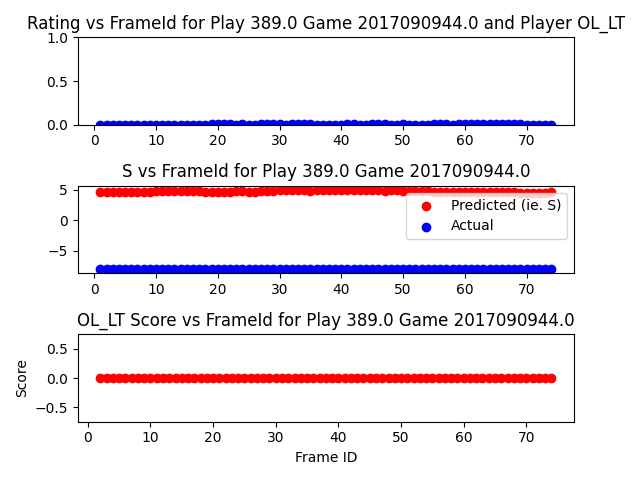 Rating vs FrameId for Play 389.0 Game 2017090944.0 and Player OL_LT
1.0
0.5
0.0
0 10 20 30 40 50 60 70
S vs FrameId for Play 389.0 Game 2017090944.0
5
0
−5
Predicted (ie. S)
Actual
0 10 20 30 40 50 60 70
OL_LT Score vs FrameId for Play 389.0 Game 2017090944.0
Score
0.5
0.0
−0.5
0 10 20 30 40 50 60 70
Frame ID